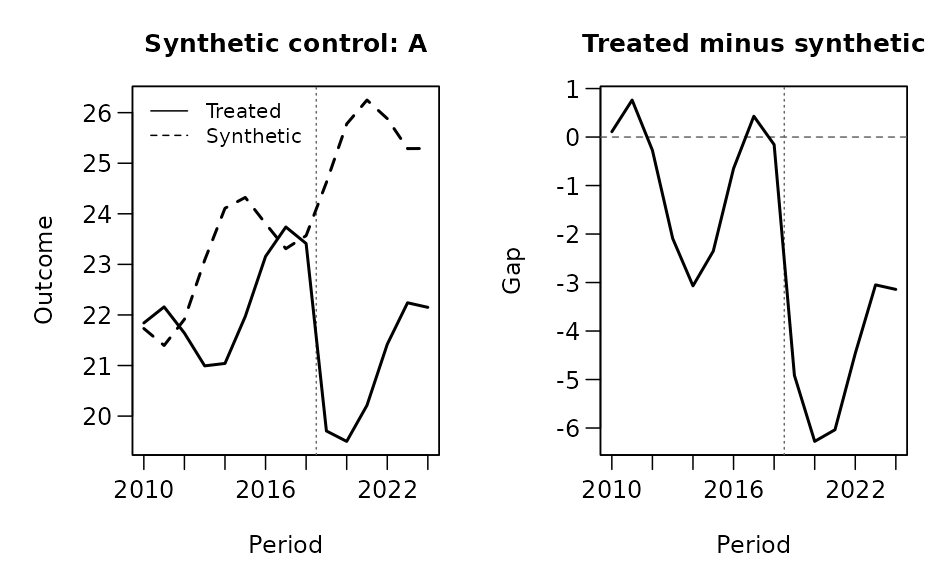 Synthetic control: A
Treated
Synthetic
26
25
24
23
22
21
20
Outcome
2010
2016
2022
Period
Treated minus synthetic
1
0
-1
-2
-3
-4
-5
-6
Gap
2010
2016
2022
Period